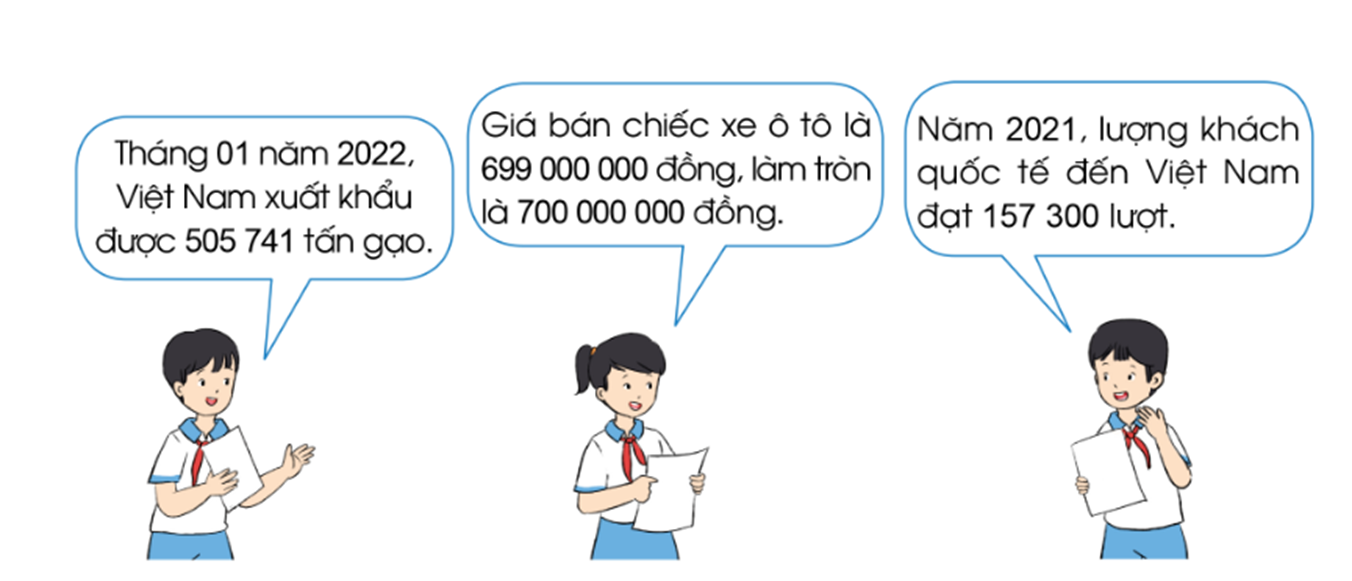 Tháng 01 năm 2022,
Việt Nam xuất khẩu
được 505 741 tấn gạo.
Giá bán chiếc xe ô tô là
699 000 000 đồng, làm tròn
là 700 000 000 đồng.
Năm 2021, lượng khách
quốc tế đến Việt Nam
đạt 157 300 lượt.